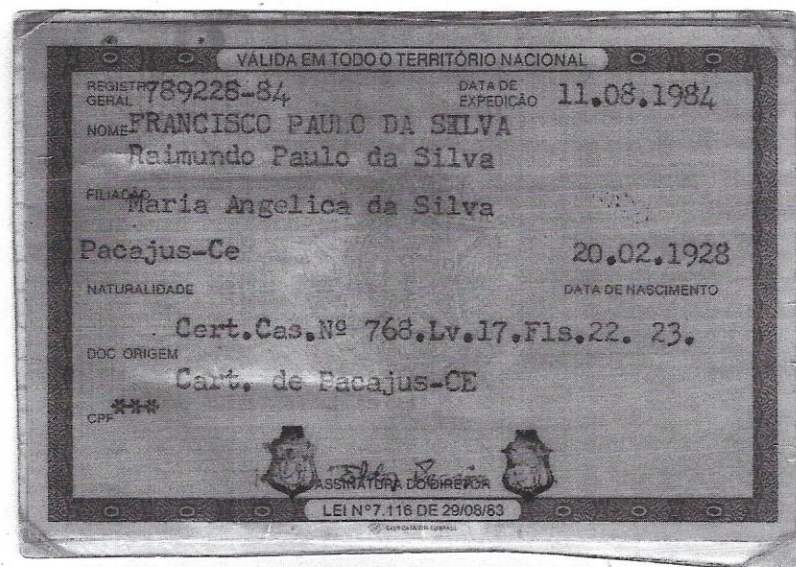 VÁLIDA EM TODO O TERRITÓRIO NACIONAL
REGISTRO GERAL 789228-84 DATA DE EXPEDIÇÃO 11.08.1984
NOME FRANCISCO PAULO DA SILVA
Raimundo Paulo da Silva
FILIAÇÃO Maria Angelica da Silva
Pacajus-Ce 20.02.1928
NATURALIDADE DATA DE NASCIMENTO
Cert.Cas.Nº 768.Lv.17.Fls.22. 23.
DOC ORIGEM
Cart. de Pacajus-CE
CPF ***
ASSINATURA DO DIRETOR
LEI Nº 7.116 DE 29/08/83